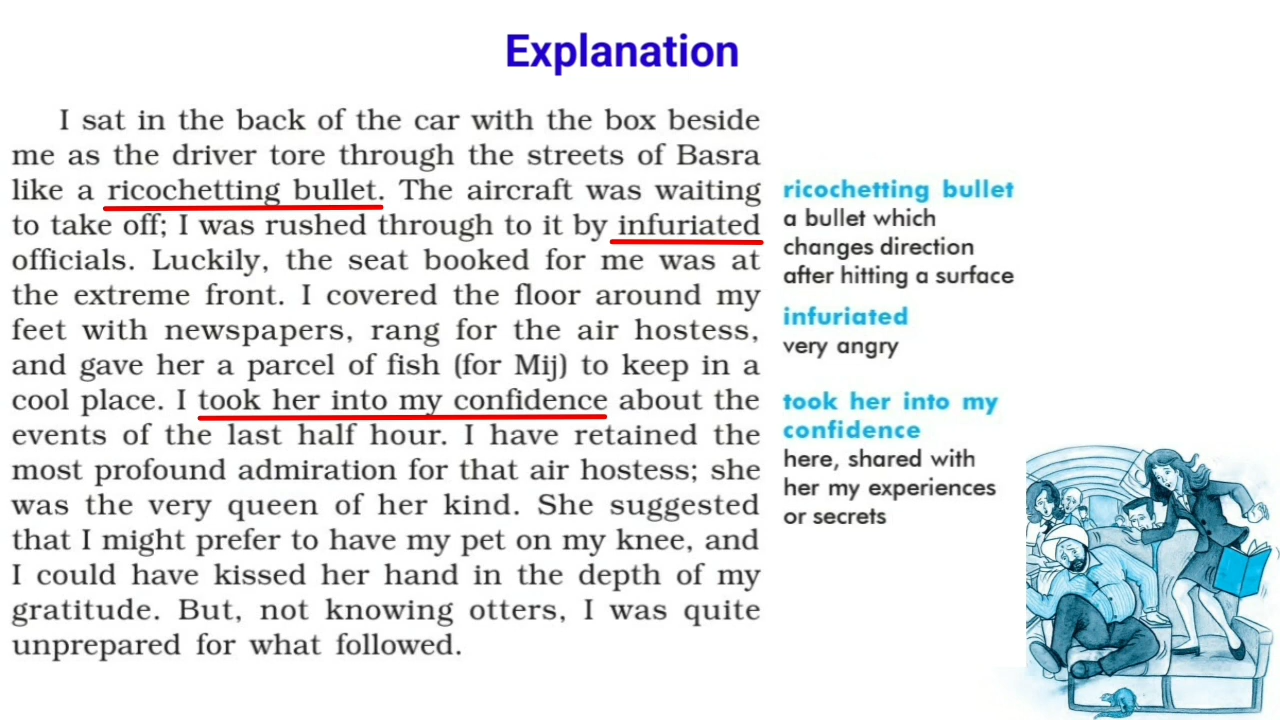 Explanation
I sat in the back of the car with the box beside
me as the driver tore through the streets of Basra
like a ricochetting bullet. The aircraft was waiting
to take off; I was rushed through to it by infuriated
officials. Luckily, the seat booked for me was at
the extreme front. I covered the floor around my
feet with newspapers, rang for the air hostess,
and gave her a parcel of fish (for Mij) to keep in a
cool place. I took her into my confidence about the
events of the last half hour. I have retained the
most profound admiration for that air hostess; she
was the very queen of her kind. She suggested
that I might prefer to have my pet on my knee, and
I could have kissed her hand in the depth of my
gratitude. But, not knowing otters, I was quite
unprepared for what followed.
ricochetting bullet
a bullet which
changes direction
after hitting a surface
infuriated
very angry
took her into my
confidence
here, shared with
her my experiences
or secrets